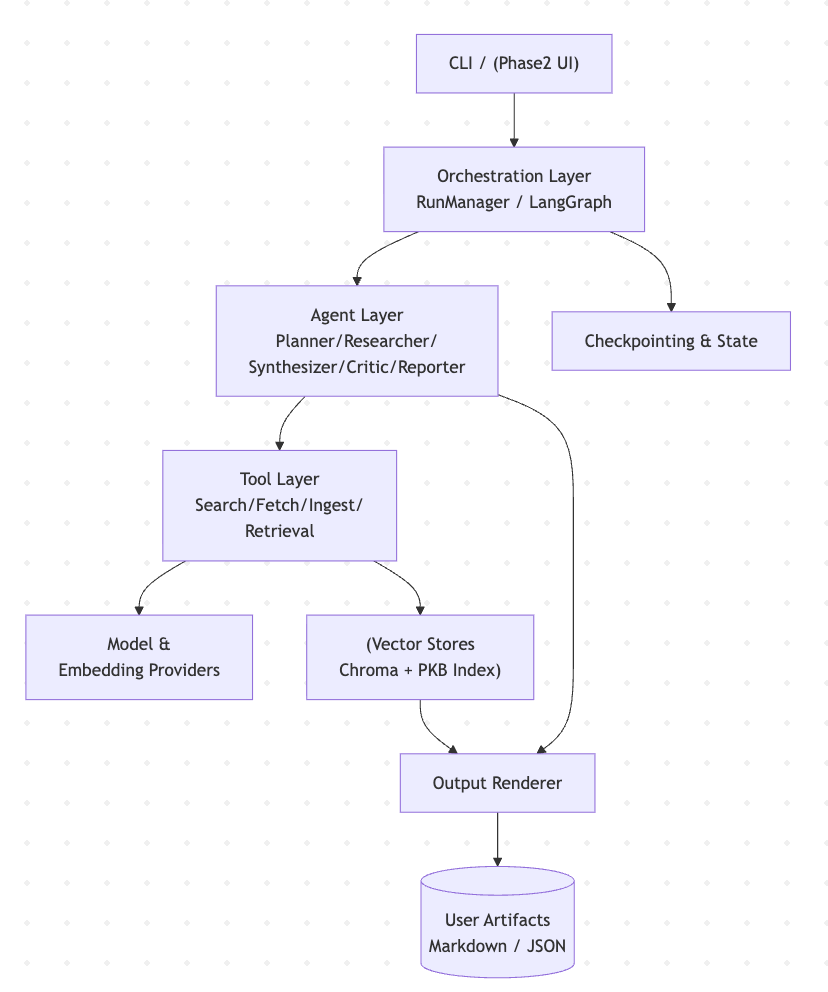 CLI / (Phase2 UI)
Orchestration Layer
RunManager / LangGraph
Agent Layer
Planner/Researcher/
Synthesizer/Critic/Reporter
Checkpointing & State
Tool Layer
Search/Fetch/Ingest/
Retrieval
Model &
Embedding Providers
(Vector Stores
Chroma + PKB Index)
Output Renderer
User Artifacts
Markdown / JSON